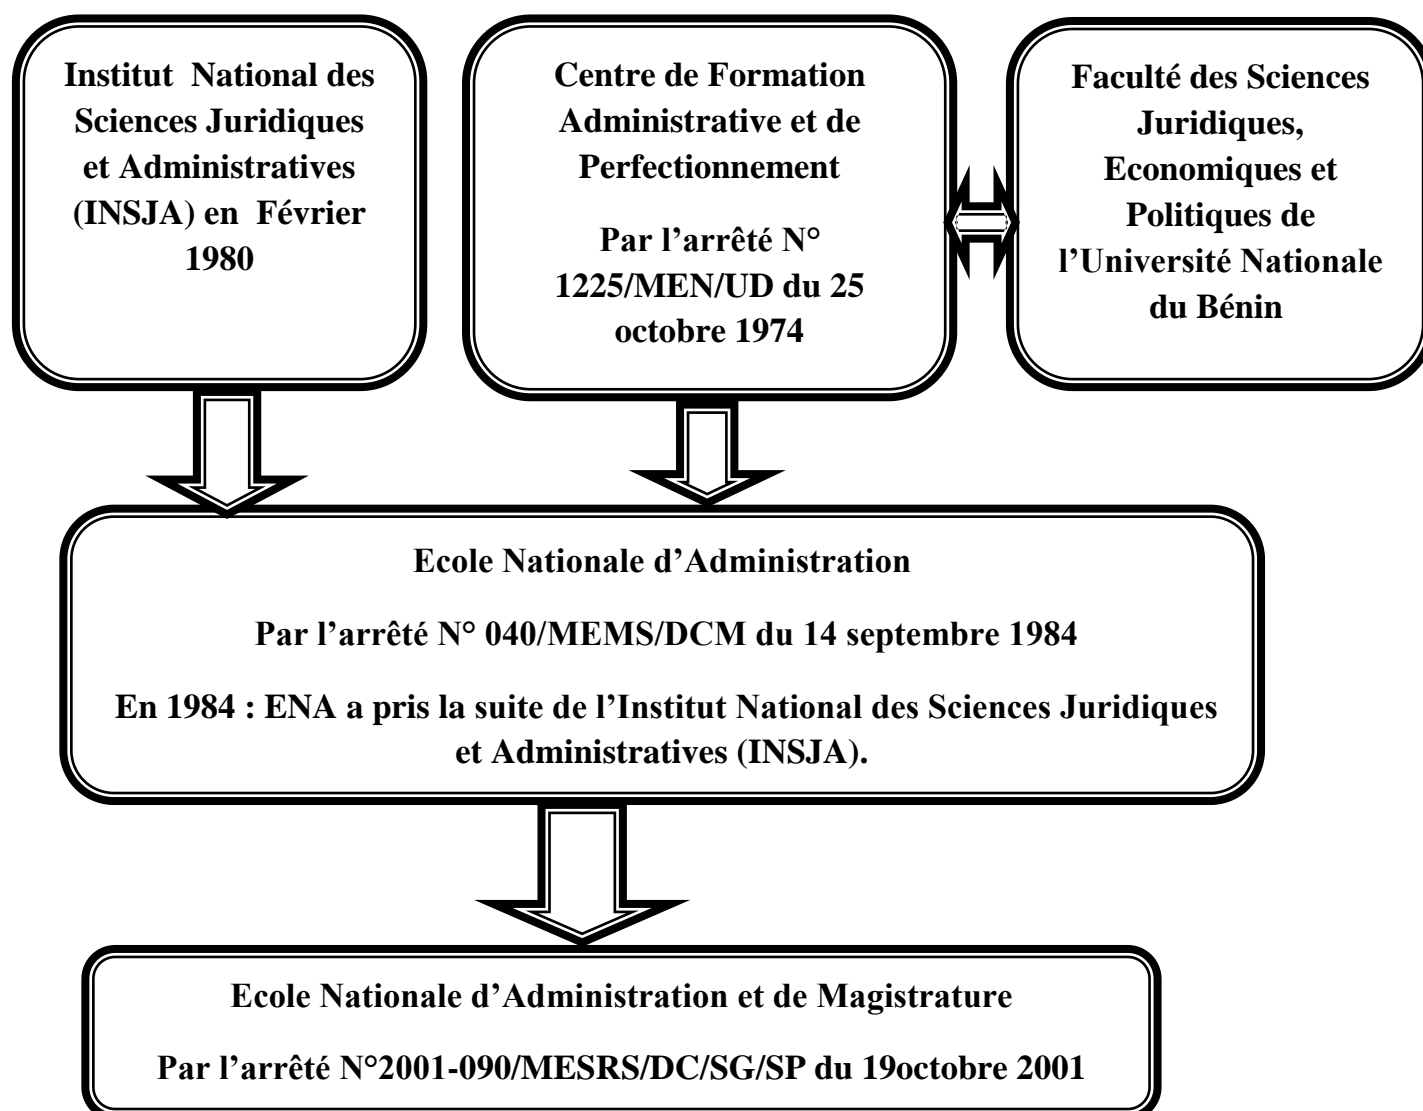 Institut National des
Sciences Juridiques
et Administratives
(INSJA) en Février
1980
Centre de Formation
Administrative et de
Perfectionnement
Par l’arrêté N°
1225/MEN/UD du 25
octobre 1974
Faculté des Sciences
Juridiques,
Economiques et
Politiques de
l’Université Nationale
du Bénin
Ecole Nationale d’Administration
Par l’arrêté N° 040/MEMS/DCM du 14 septembre 1984
En 1984 : ENA a pris la suite de l’Institut National des Sciences Juridiques
et Administratives (INSJA).
Ecole Nationale d’Administration et de Magistrature
Par l’arrêté N°2001-090/MESRS/DC/SG/SP du 19octobre 2001